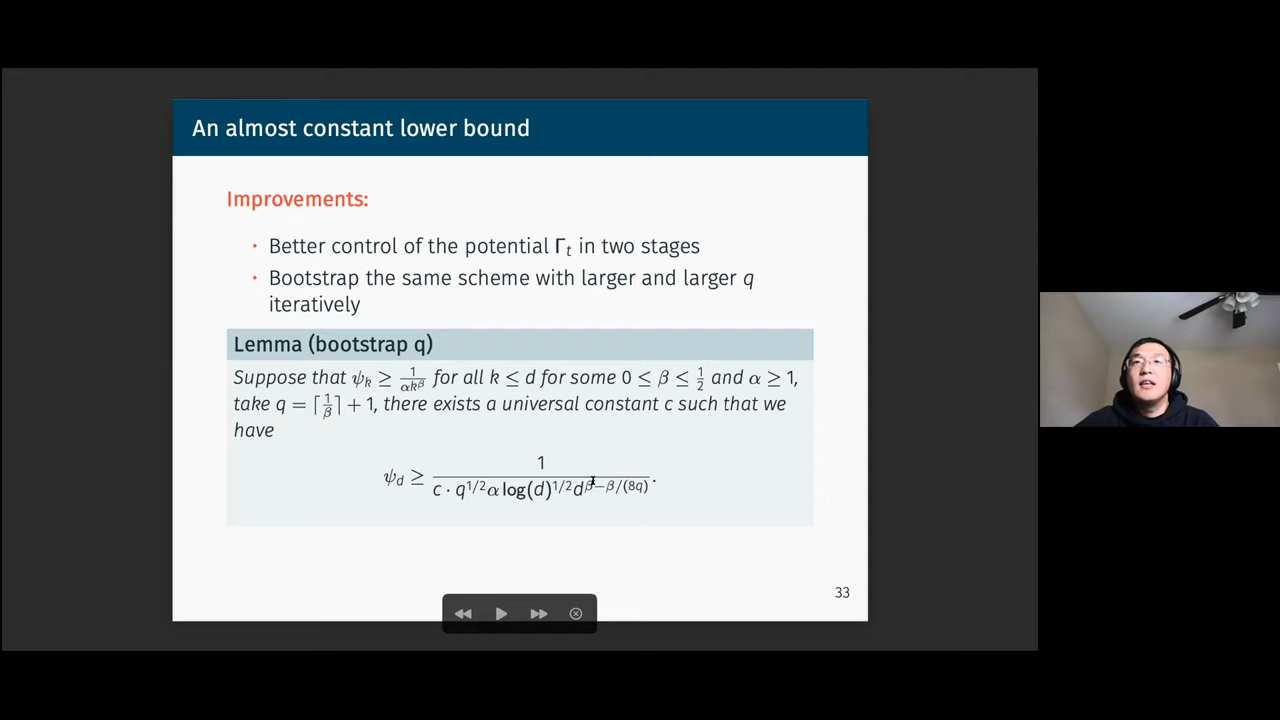 An almost constant lower bound
Improvements:
• Better control of the potential Γₜ in two stages
• Bootstrap the same scheme with larger and larger q
iteratively
Lemma (bootstrap q)
Suppose that ψₖ ≥ 1/(αk^β) for all k ≤ d for some 0 ≤ β ≤ 1/2 and α ≥ 1,
take q = ⌈1/β⌉ + 1, there exists a universal constant c such that we
have
ψ_d ≥ 1/(c · q^{1/2} α log(d)^{1/2} d^{β−β/(8q)}).
33